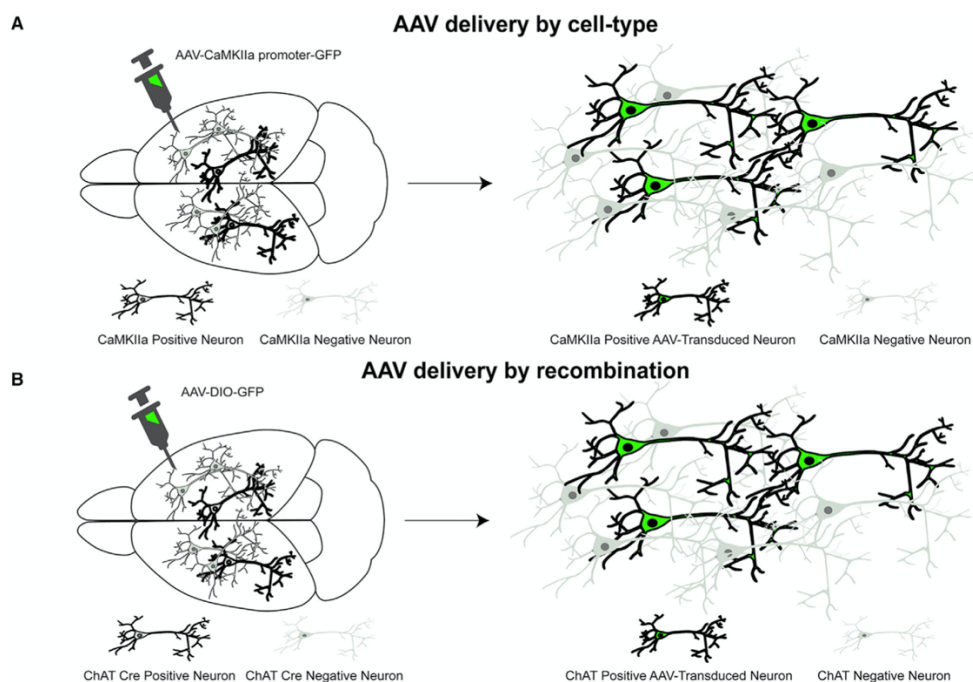 A
AAV delivery by cell-type
AAV-CaMKIIa promoter-GFP
CaMKIIa Positive Neuron
CaMKIIa Negative Neuron
CaMKIIa Positive AAV-Transduced Neuron
CaMKIIa Negative Neuron
B
AAV delivery by recombination
AAV-DIO-GFP
ChAT Cre Positive Neuron
ChAT Cre Negative Neuron
ChAT Positive AAV-Transduced Neuron
ChAT Negative Neuron